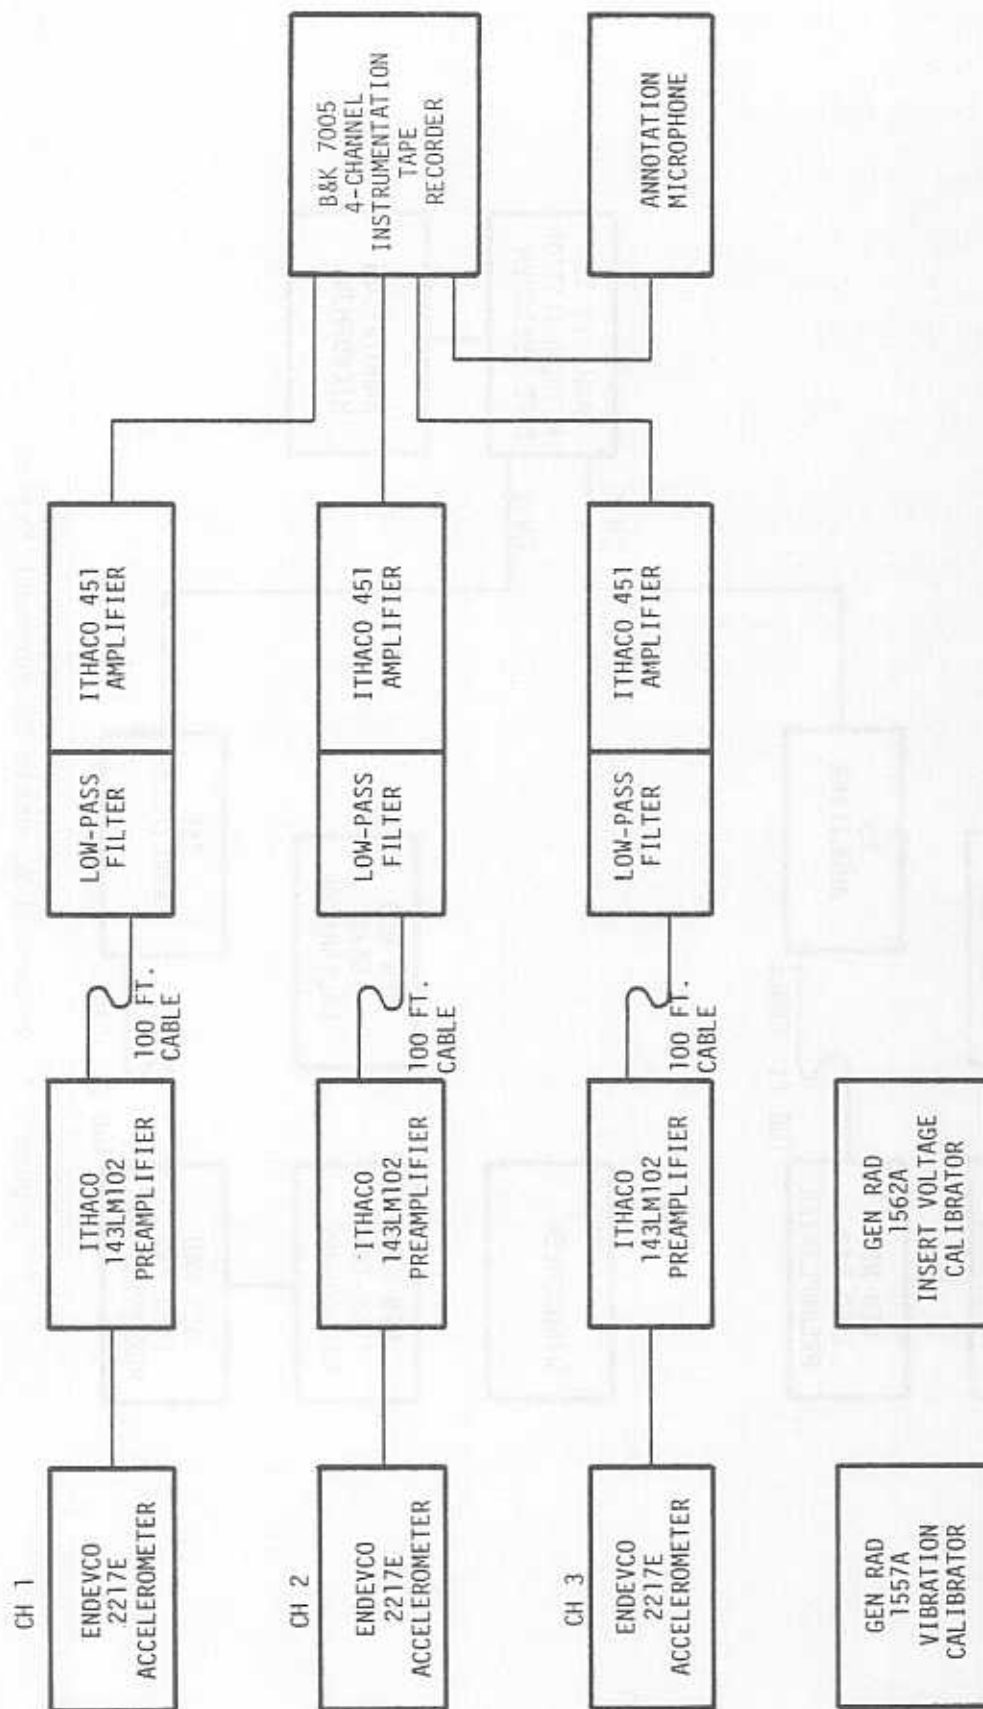 CH 1
ENDEVCO
2217E
ACCELEROMETER
ITHACO
143LM102
PREAMPLIFIER
100 FT.
CABLE
LOW-PASS
FILTER
ITHACO 451
AMPLIFIER
B&K 7005
4-CHANNEL
INSTRUMENTATION
TAPE
RECORDER
CH 2
ENDEVCO
2217E
ACCELEROMETER
ITHACO
143LM102
PREAMPLIFIER
100 FT.
CABLE
LOW-PASS
FILTER
ITHACO 451
AMPLIFIER
CH 3
ENDEVCO
2217E
ACCELEROMETER
ITHACO
143LM102
PREAMPLIFIER
100 FT.
CABLE
LOW-PASS
FILTER
ITHACO 451
AMPLIFIER
ANNOTATION
MICROPHONE
GEN RAD
1557A
VIBRATION
CALIBRATOR
GEN RAD
1562A
INSERT VOLTAGE
CALIBRATOR